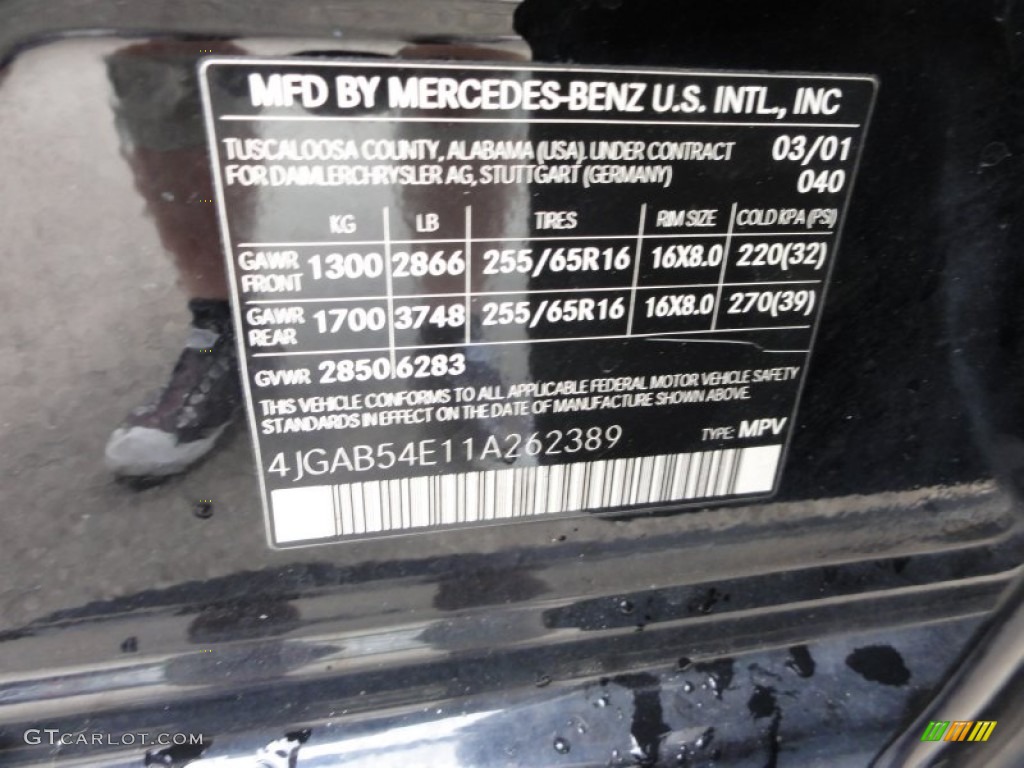 MFD BY MERCEDES-BENZ U.S. INTL., INC
TUSCALOOSA COUNTY, ALABAMA (USA), UNDER CONTRACT 03/01
FOR DAIMLERCHRYSLER AG, STUTTGART (GERMANY) 040
KG LB TIRES RIM SIZE COLD KPA (PSI)
GAWR FRONT 1300 2866 255/65R16 16X8.0 220(32)
GAWR REAR 1700 3748 255/65R16 16X8.0 270(39)
GVWR 2850 6283
THIS VEHICLE CONFORMS TO ALL APPLICABLE FEDERAL MOTOR VEHICLE SAFETY
STANDARDS IN EFFECT ON THE DATE OF MANUFACTURE SHOWN ABOVE.
4JGAB54E11A262389 TYPE: MPV
GTCARLOT.COM